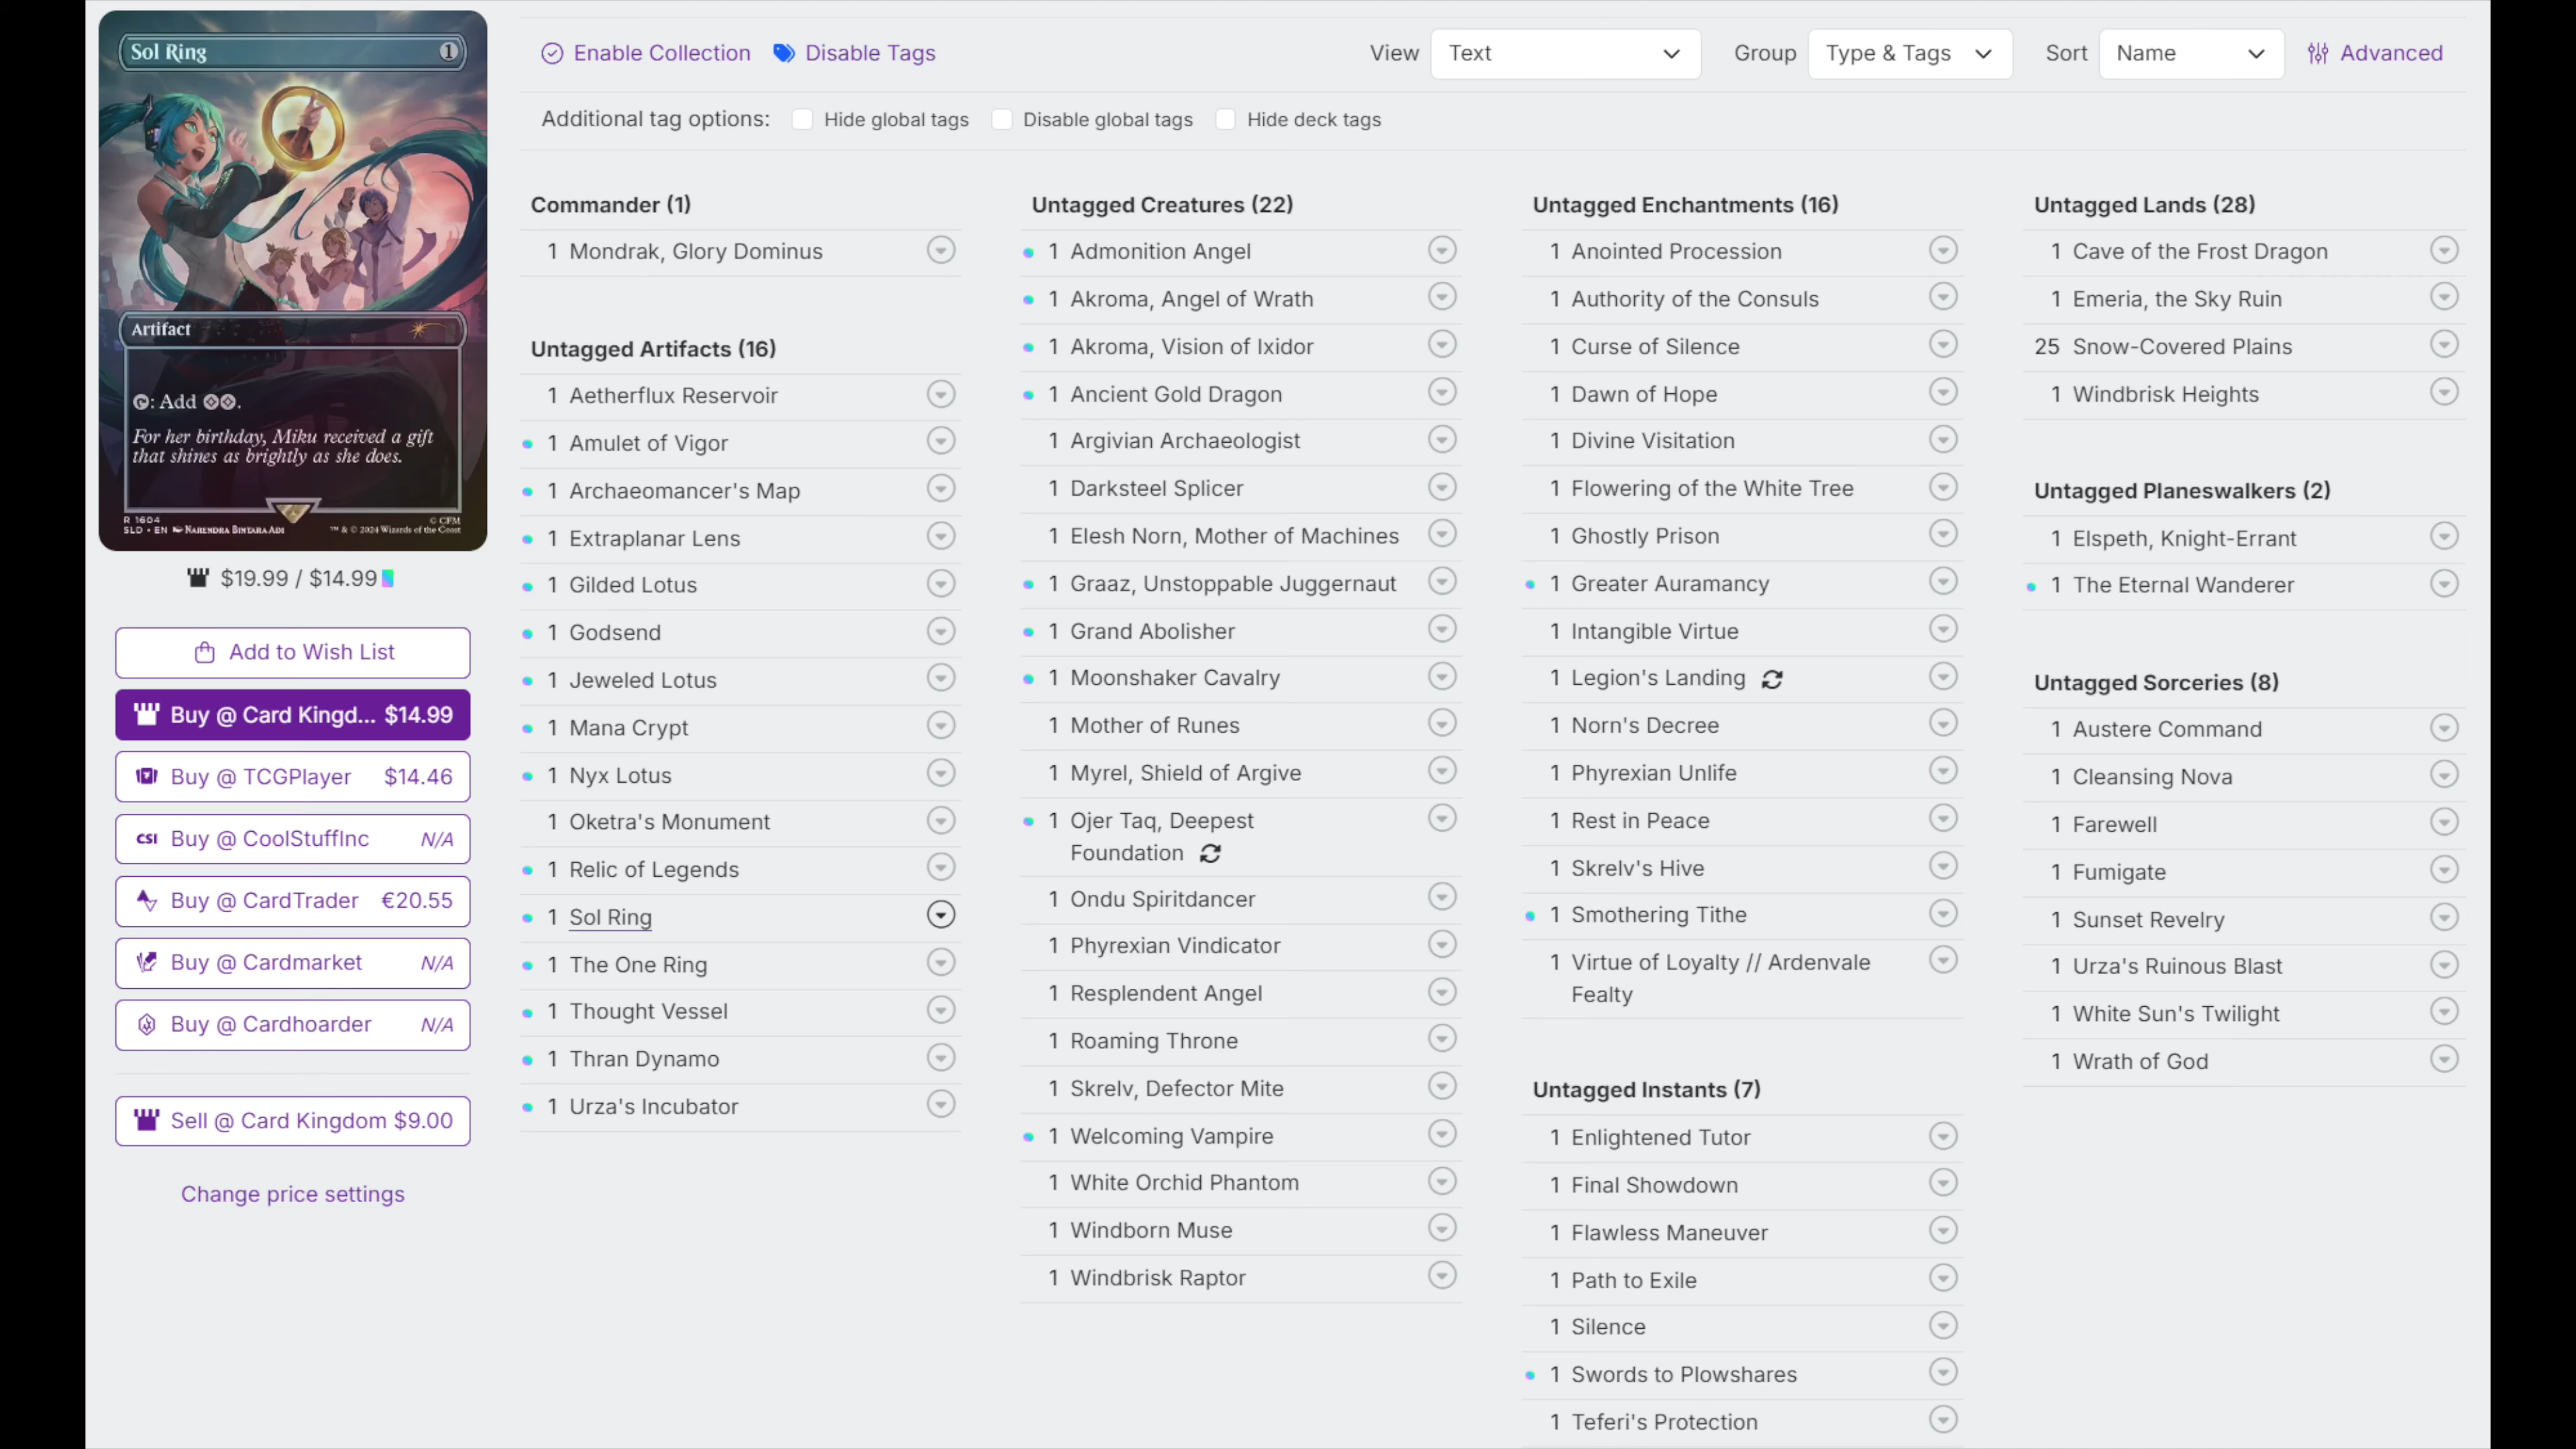 Sol Ring 1
Artifact
: Add .
For her birthday, Miku received a gift
that shines as brightly as she does.
R 1604
SLD • EN NARENDRA BINTARA ADI
© CFM
™ & © 2024 Wizards of the Coast
$19.99 / $14.99
Add to Wish List
Buy @ Card Kingd... $14.99
Buy @ TCGPlayer $14.46
CSI Buy @ CoolStuffInc N/A
Buy @ CardTrader €20.55
Buy @ Cardmarket N/A
Buy @ Cardhoarder N/A
Sell @ Card Kingdom $9.00
Change price settings
Enable Collection Disable Tags View Text Group Type & Tags Sort Name Advanced
Additional tag options: Hide global tags Disable global tags Hide deck tags
Commander (1)
1 Mondrak, Glory Dominus
Untagged Artifacts (16)
1 Aetherflux Reservoir
1 Amulet of Vigor
1 Archaeomancer's Map
1 Extraplanar Lens
1 Gilded Lotus
1 Godsend
1 Jeweled Lotus
1 Mana Crypt
1 Nyx Lotus
1 Oketra's Monument
1 Relic of Legends
1 Sol Ring
1 The One Ring
1 Thought Vessel
1 Thran Dynamo
1 Urza's Incubator
Untagged Creatures (22)
1 Admonition Angel
1 Akroma, Angel of Wrath
1 Akroma, Vision of Ixidor
1 Ancient Gold Dragon
1 Argivian Archaeologist
1 Darksteel Splicer
1 Elesh Norn, Mother of Machines
1 Graaz, Unstoppable Juggernaut
1 Grand Abolisher
1 Moonshaker Cavalry
1 Mother of Runes
1 Myrel, Shield of Argive
1 Ojer Taq, Deepest
Foundation
1 Ondu Spiritdancer
1 Phyrexian Vindicator
1 Resplendent Angel
1 Roaming Throne
1 Skrelv, Defector Mite
1 Welcoming Vampire
1 White Orchid Phantom
1 Windborn Muse
1 Windbrisk Raptor
Untagged Enchantments (16)
1 Anointed Procession
1 Authority of the Consuls
1 Curse of Silence
1 Dawn of Hope
1 Divine Visitation
1 Flowering of the White Tree
1 Ghostly Prison
1 Greater Auramancy
1 Intangible Virtue
1 Legion's Landing
1 Norn's Decree
1 Phyrexian Unlife
1 Rest in Peace
1 Skrelv's Hive
1 Smothering Tithe
1 Virtue of Loyalty // Ardenvale
Fealty
Untagged Instants (7)
1 Enlightened Tutor
1 Final Showdown
1 Flawless Maneuver
1 Path to Exile
1 Silence
1 Swords to Plowshares
1 Teferi's Protection
Untagged Lands (28)
1 Cave of the Frost Dragon
1 Emeria, the Sky Ruin
25 Snow-Covered Plains
1 Windbrisk Heights
Untagged Planeswalkers (2)
1 Elspeth, Knight-Errant
1 The Eternal Wanderer
Untagged Sorceries (8)
1 Austere Command
1 Cleansing Nova
1 Farewell
1 Fumigate
1 Sunset Revelry
1 Urza's Ruinous Blast
1 White Sun's Twilight
1 Wrath of God